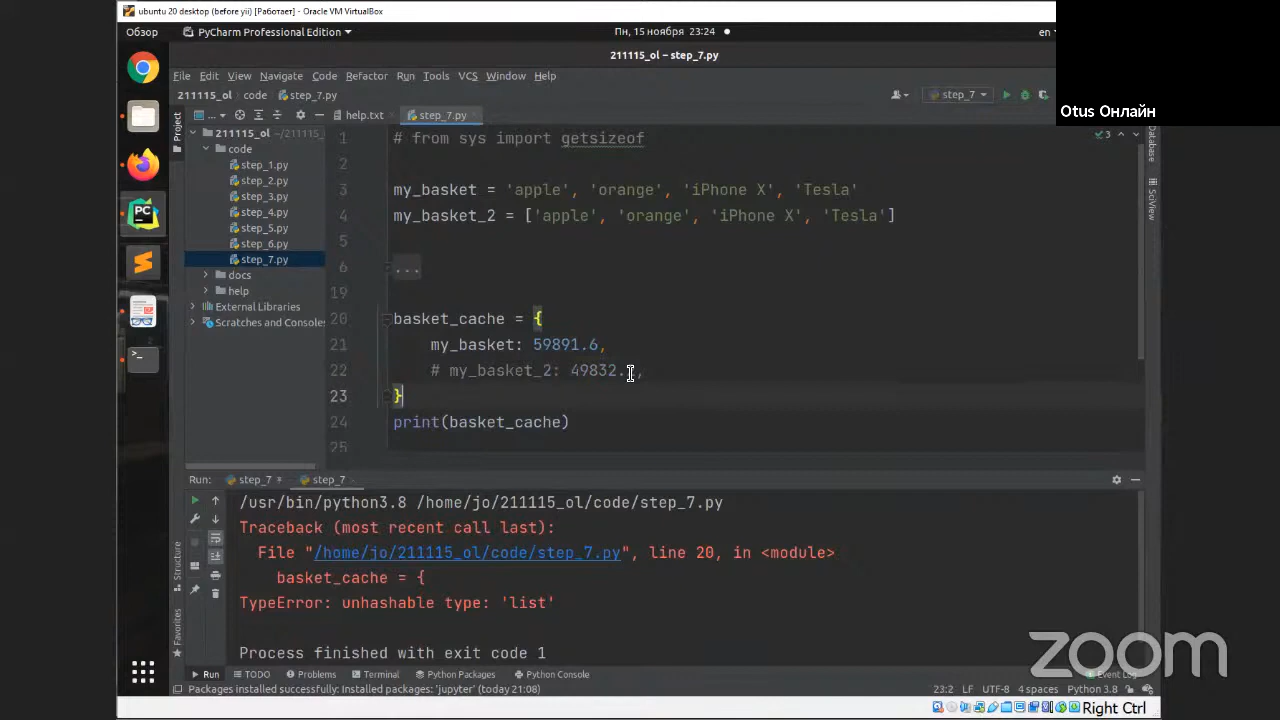 ubuntu 20 desktop (before yii) [Работает] - Oracle VM VirtualBox
Обзор PyCharm Professional Edition Пн, 15 ноября 23:24 en
211115_ol – step_7.py
File Edit View Navigate Code Refactor Run Tools VCS Window Help
211115_ol code step_7.py step_7
Otus Онлайн
Project ... help.txt step_7.py
211115_ol ~/211115_
code
step_1.py
step_2.py
step_3.py
step_4.py
step_5.py
step_6.py
step_7.py
docs
help
External Libraries
Scratches and Consoles
1 # from sys import getsizeof
2
3 my_basket = 'apple', 'orange', 'iPhone X', 'Tesla'
4 my_basket_2 = ['apple', 'orange', 'iPhone X', 'Tesla']
5
6 ...
19
20 basket_cache = {
21 my_basket: 59891.6,
22 # my_basket_2: 49832.
23 }
24 print(basket_cache)
25
3
Database
SciView
Run: step_7 step_7
/usr/bin/python3.8 /home/jo/211115_ol/code/step_7.py
Traceback (most recent call last):
File "/home/jo/211115_ol/code/step_7.py", line 20, in <module>
basket_cache = {
TypeError: unhashable type: 'list'
Process finished with exit code 1
Structure
Favorites
zoom
Run TODO Problems Terminal Python Packages Python Console Event Log
Packages installed successfully: Installed packages: 'jupyter' (today 21:08) 23:2 LF UTF-8 4 spaces Python 3.8
Right Ctrl